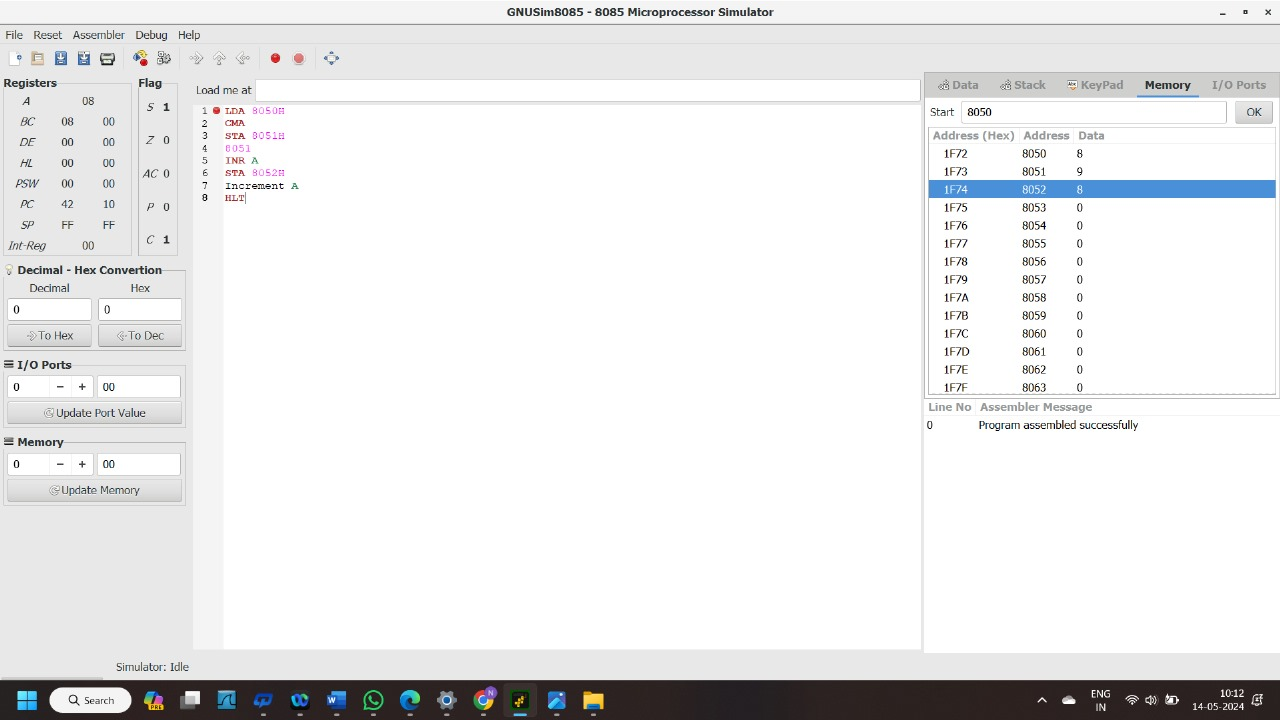 GNUSim8085 - 8085 Microprocessor Simulator
File Reset Assembler Debug Help
Registers
A 08
BC 08 00
DE 00 00
HL 00 00
PSW 00 00
PC 42 10
SP FF FF
Int-Reg 00
Flag
S 1
Z 0
AC 0
P 0
C 1
Decimal - Hex Convertion
Decimal Hex
0 0
To Hex To Dec
I/O Ports
0 - + 00
Update Port Value
Memory
0 - + 00
Update Memory
Load me at
1 LDA 8050H
2 CMA
3 STA 8051H
4 8051
5 INR A
6 STA 8052H
7 Increment A
8 HLT
Data Stack KeyPad Memory I/O Ports
Start 8050 OK
Address (Hex) Address Data
1F72 8050 8
1F73 8051 9
1F74 8052 8
1F75 8053 0
1F76 8054 0
1F77 8055 0
1F78 8056 0
1F79 8057 0
1F7A 8058 0
1F7B 8059 0
1F7C 8060 0
1F7D 8061 0
1F7E 8062 0
1F7F 8063 0
Line No Assembler Message
0 Program assembled successfully
Simulator: Idle
Search
PRE
N
ENG
IN
10:12
14-05-2024